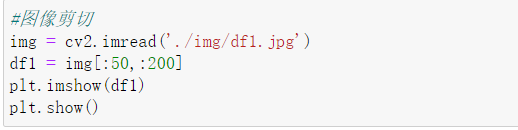 #图像剪切
img = cv2.imread('./img/df1.jpg')
df1 = img[:50,:200]
plt.imshow(df1)
plt.show()